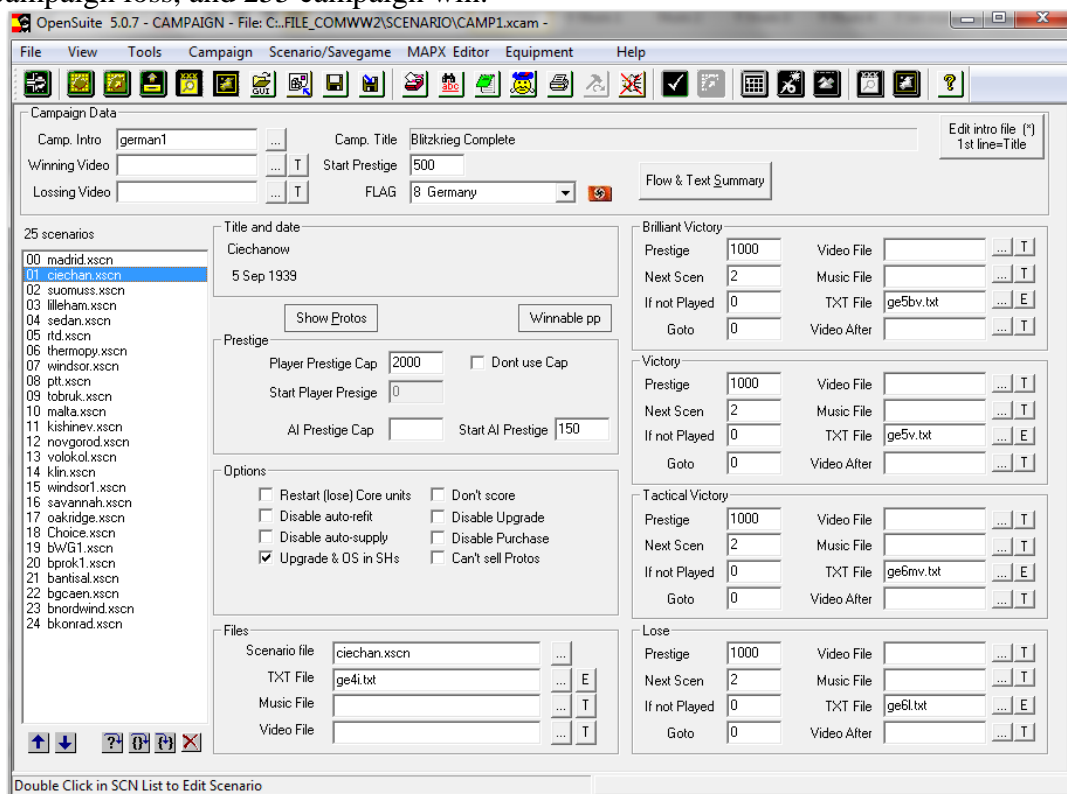 campaign loss, and 255 campaign win.
OpenSuite 5.0.7 - CAMPAIGN - File: C:..FILE_COMWW2\SCENARIO\CAMP1.xcam -
File View Tools Campaign Scenario/Savegame MAPX Editor Equipment Help
GUI abc ?
Campaign Data
Camp. Intro german1 ... Camp. Title Blitzkrieg Complete
Edit intro file (*)
1st line=Title
Winning Video ... T Start Prestige 500
Flow & Text Summary
Lossing Video ... T FLAG 8 Germany
25 scenarios
00 madrid.xscn
01 ciechan.xscn
02 suomuss.xscn
03 lilleham.xscn
04 sedan.xscn
05 rtd.xscn
06 thermopy.xscn
07 windsor.xscn
08 ptt.xscn
09 tobruk.xscn
10 malta.xscn
11 kishinev.xscn
12 novgorod.xscn
13 volokol.xscn
14 klin.xscn
15 windsor1.xscn
16 savannah.xscn
17 oakridge.xscn
18 Choice.xscn
19 bWG1.xscn
20 bprok1.xscn
21 bantisal.xscn
22 bgcaen.xscn
23 bnordwind.xscn
24 bkonrad.xscn
Title and date
Ciechanow
5 Sep 1939
Show Protos Winnable pp
Prestige
Player Prestige Cap 2000 Dont use Cap
Start Player Presige 0
AI Prestige Cap Start AI Prestige 150
Options
Restart (lose) Core units Don't score
Disable auto-refit Disable Upgrade
Disable auto-supply Disable Purchase
Upgrade & OS in SHs Can't sell Protos
Files
Scenario file ciechan.xscn ...
TXT File ge4i.txt ... E
Music File ... T
Video File ... T
Brilliant Victory
Prestige 1000 Video File ... T
Next Scen 2 Music File ... T
If not Played 0 TXT File ge5bv.txt ... E
Goto 0 Video After ... T
Victory
Prestige 1000 Video File ... T
Next Scen 2 Music File ... T
If not Played 0 TXT File ge5v.txt ... E
Goto 0 Video After ... T
Tactical Victory
Prestige 1000 Video File ... T
Next Scen 2 Music File ... T
If not Played 0 TXT File ge6mv.txt ... E
Goto 0 Video After ... T
Lose
Prestige 1000 Video File ... T
Next Scen 2 Music File ... T
If not Played 0 TXT File ge6l.txt ... E
Goto 0 Video After ... T
Double Click in SCN List to Edit Scenario